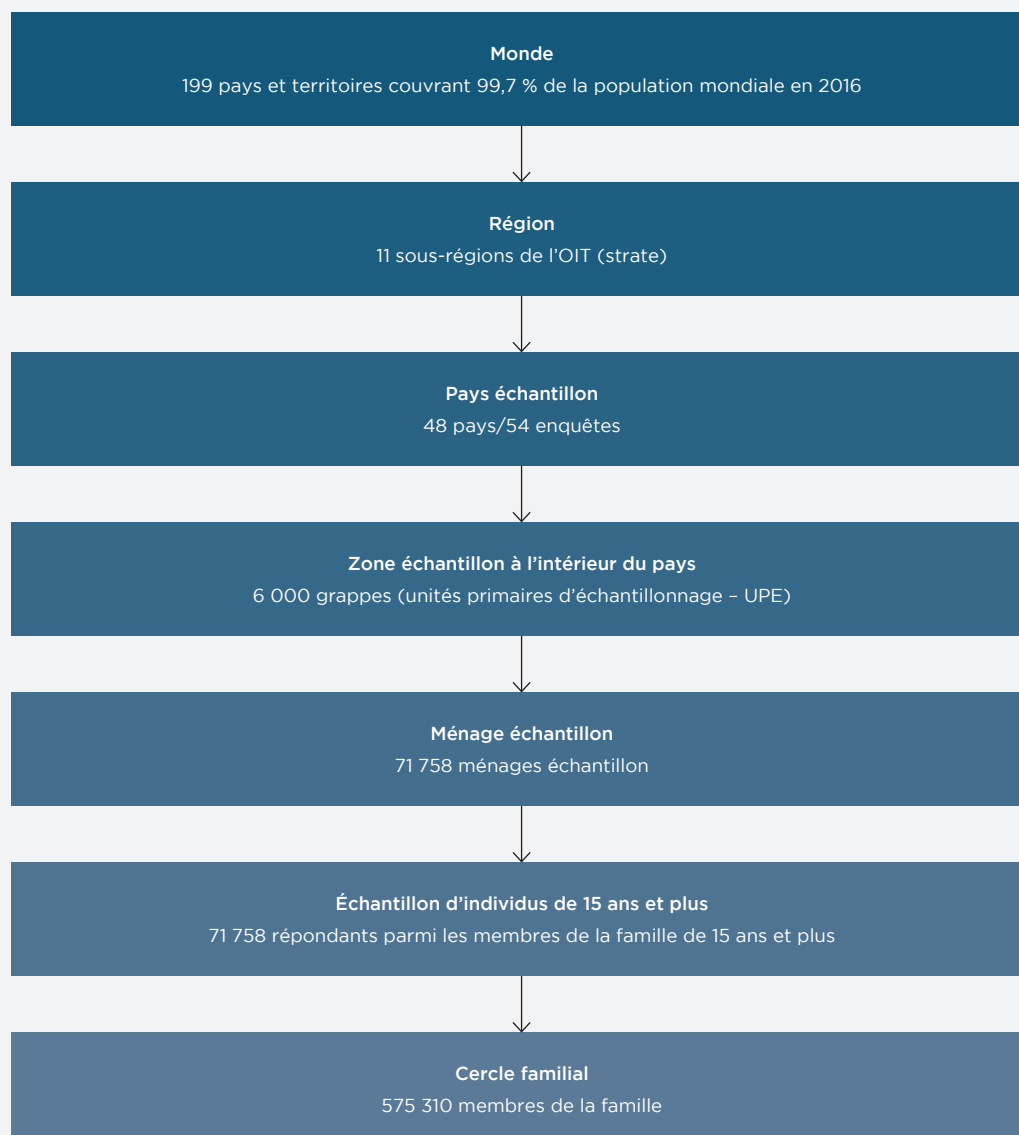 Monde
199 pays et territoires couvrant 99,7 % de la population mondiale en 2016
Région
11 sous-régions de l’OIT (strate)
Pays échantillon
48 pays/54 enquêtes
Zone échantillon à l’intérieur du pays
6 000 grappes (unités primaires d’échantillonnage – UPE)
Ménage échantillon
71 758 ménages échantillon
Échantillon d’individus de 15 ans et plus
71 758 répondants parmi les membres de la famille de 15 ans et plus
Cercle familial
575 310 membres de la famille